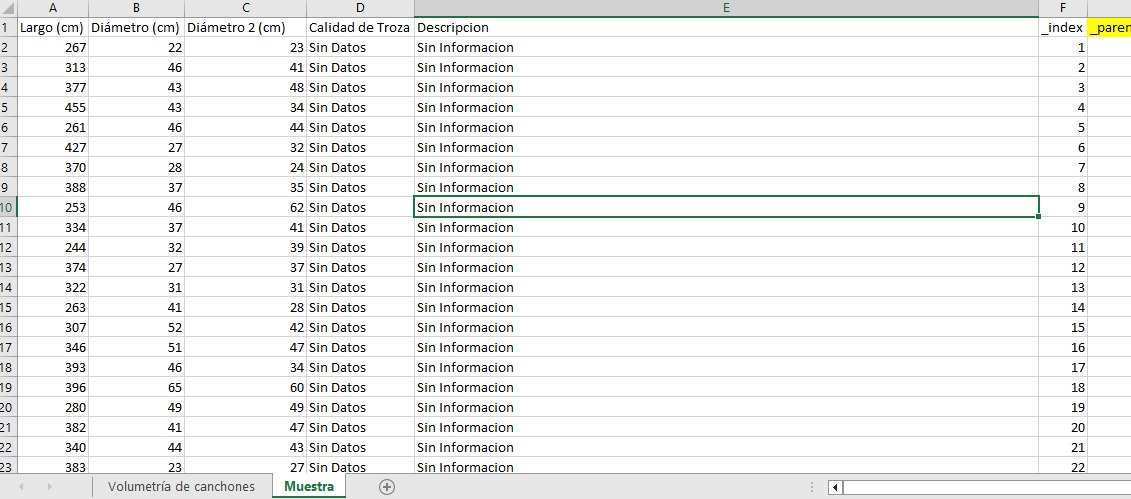 A B C D E F
1 Largo (cm) Diámetro (cm) Diámetro 2 (cm) Calidad de Troza Descripcion _index _paren
2 267 22 23 Sin Datos Sin Informacion 1
3 313 46 41 Sin Datos Sin Informacion 2
4 377 43 48 Sin Datos Sin Informacion 3
5 455 43 34 Sin Datos Sin Informacion 4
6 261 46 44 Sin Datos Sin Informacion 5
7 427 27 32 Sin Datos Sin Informacion 6
8 370 28 24 Sin Datos Sin Informacion 7
9 388 37 35 Sin Datos Sin Informacion 8
10 253 46 62 Sin Datos Sin Informacion 9
11 334 37 41 Sin Datos Sin Informacion 10
12 244 32 39 Sin Datos Sin Informacion 11
13 374 27 37 Sin Datos Sin Informacion 12
14 322 31 31 Sin Datos Sin Informacion 13
15 263 41 28 Sin Datos Sin Informacion 14
16 307 52 42 Sin Datos Sin Informacion 15
17 346 51 47 Sin Datos Sin Informacion 16
18 393 46 34 Sin Datos Sin Informacion 17
19 396 65 60 Sin Datos Sin Informacion 18
20 280 49 49 Sin Datos Sin Informacion 19
21 382 41 47 Sin Datos Sin Informacion 20
22 340 44 43 Sin Datos Sin Informacion 21
23 383 23 27 Sin Datos Sin Informacion 22
Volumetría de canchones Muestra